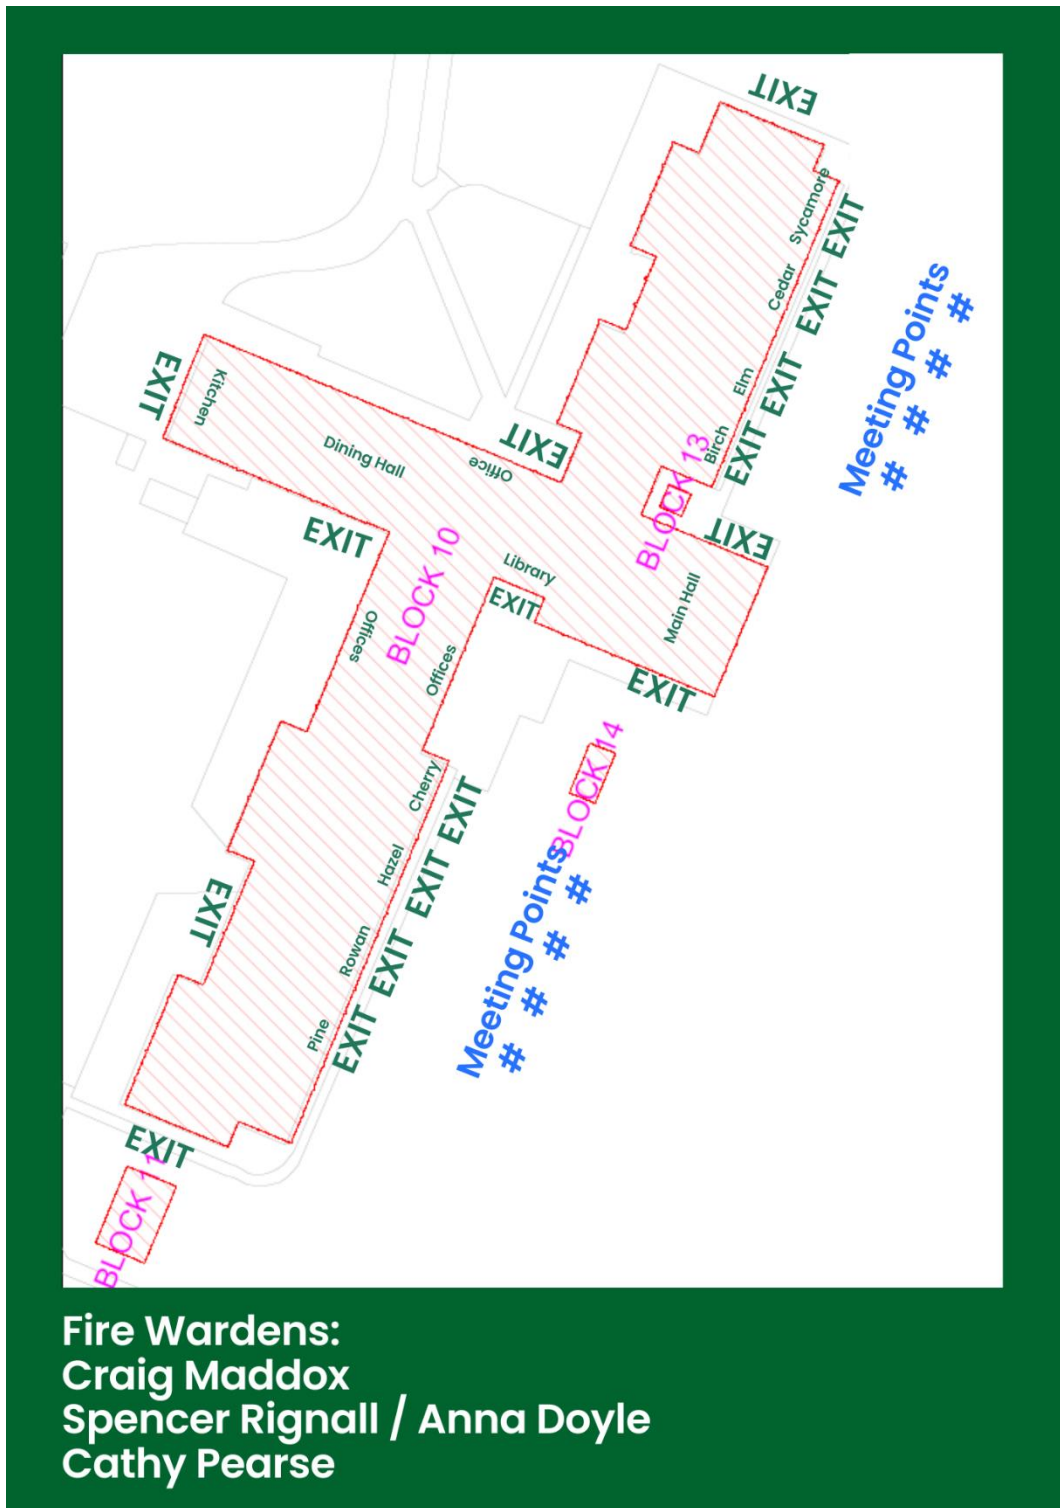 EXIT
Sycamore
EXIT
Cedar
EXIT
Meeting Points
# # # #
Elm
EXIT
Birch
EXIT
BLOCK 13
EXIT
Kitchen
EXIT
Dining Hall
Office
EXIT
EXIT
Library
EXIT
Main Hall
EXIT
EXIT
BLOCK 10
Offices
Offices
BLOCK 14
Cherry
EXIT
Hazel
EXIT
Meeting Points
# # # #
Rowan
EXIT
Pine
EXIT
EXIT
EXIT
BLOCK 11
Fire Wardens:
Craig Maddox
Spencer Rignall / Anna Doyle
Cathy Pearse